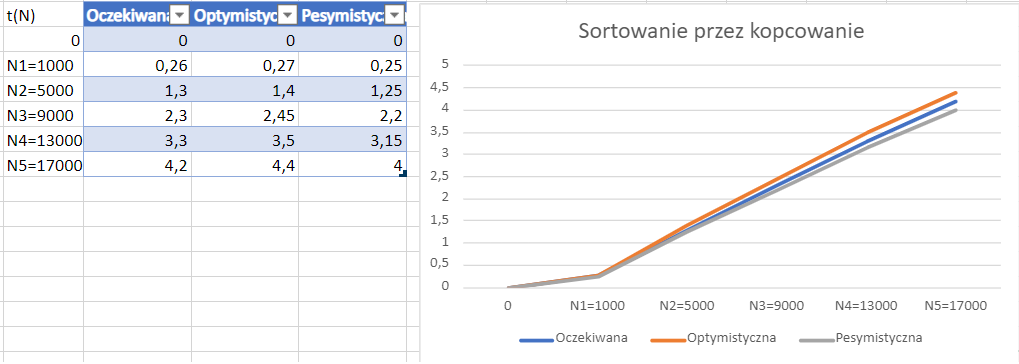 t(N) Oczekiwana Optymistyc Pesymistyc
0 0 0 0
N1=1000 0,26 0,27 0,25
N2=5000 1,3 1,4 1,25
N3=9000 2,3 2,45 2,2
N4=13000 3,3 3,5 3,15
N5=17000 4,2 4,4 4
Sortowanie przez kopcowanie
5
4,5
4
3,5
3
2,5
2
1,5
1
0,5
0
0 N1=1000 N2=5000 N3=9000 N4=13000 N5=17000
Oczekiwana Optymistyczna Pesymistyczna